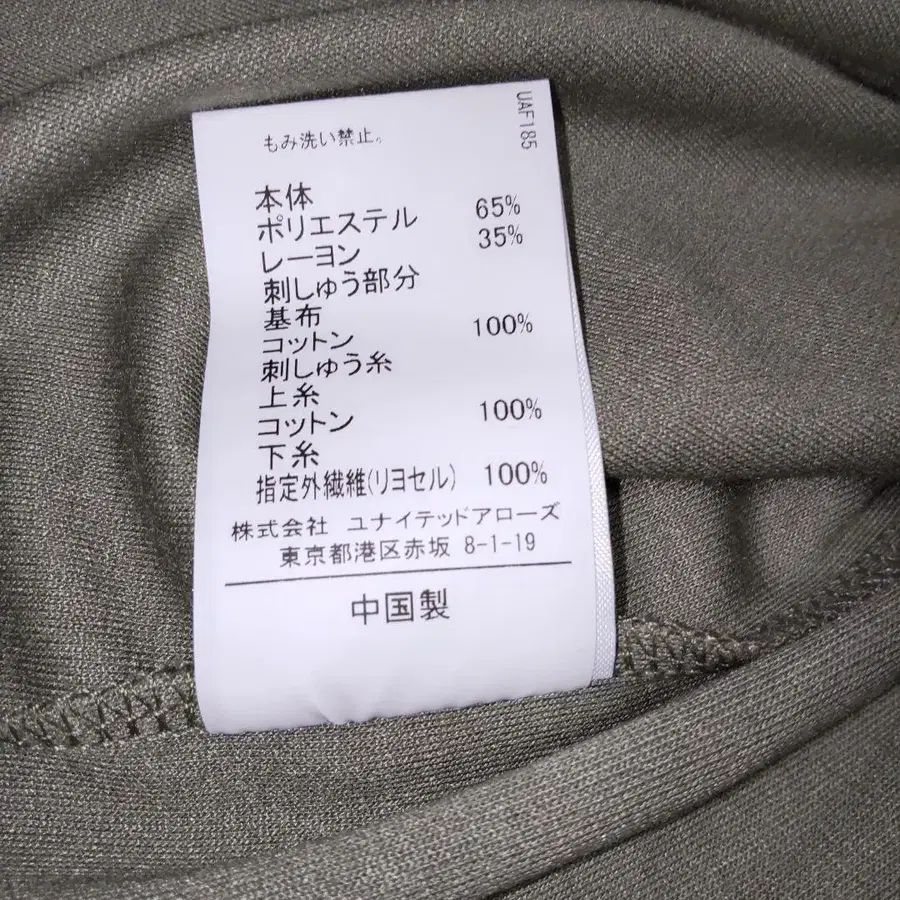 UAF185
もみ洗い禁止。
本体
ポリエステル 65%
レーヨン 35%
刺しゅう部分
基布
コットン 100%
刺しゅう糸
上糸
コットン 100%
下糸
指定外繊維(リヨセル) 100%
株式会社 ユナイテッドアローズ
東京都港区赤坂 8-1-19
中国製